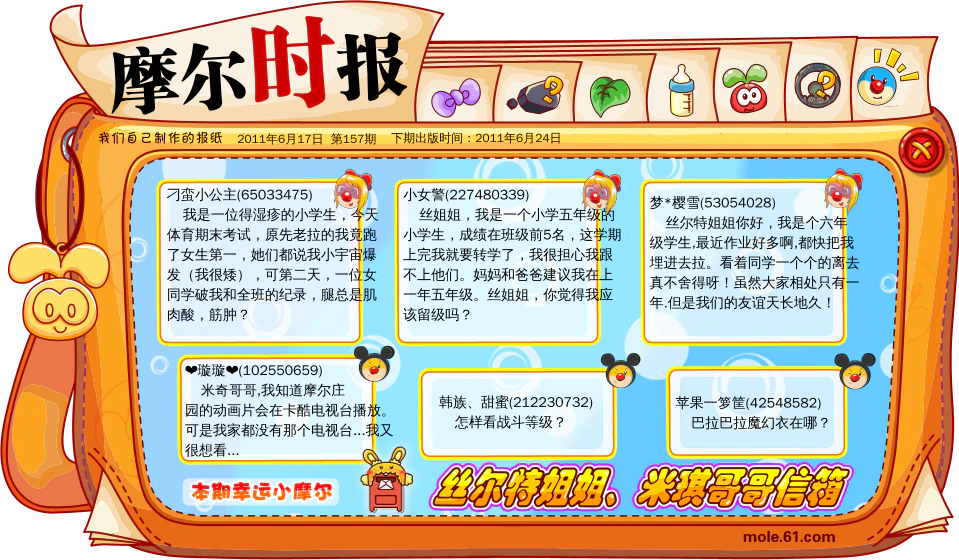 摩尔时报
我们自己制作的报纸 2011年6月17日 第157期 下期出版时间：2011年6月24日
刁蛮小公主(65033475)
我是一位得湿疹的小学生，今天
体育期末考试，原先老拉的我竟跑
了女生第一，她们都说我小宇宙爆
发（我很矮），可第二天，一位女
同学破我和全班的纪录，腿总是肌
肉酸，筋肿？
小女警(227480339)
丝姐姐，我是一个小学五年级的
小学生，成绩在班级前5名，这学期
上完我就要转学了，我很担心我跟
不上他们。妈妈和爸爸建议我在上
一年五年级。丝姐姐，你觉得我应
该留级吗？
梦*樱雪(53054028)
丝尔特姐姐你好，我是个六年
级学生,最近作业好多啊,都快把我
埋进去拉。看着同学一个个的离去
真不舍得呀！虽然大家相处只有一
年.但是我们的友谊天长地久！
❤璇璇❤(102550659)
米奇哥哥,我知道摩尔庄
园的动画片会在卡酷电视台播放。
可是我家都没有那个电视台...我又
很想看...
韩族、甜蜜(212230732)
怎样看战斗等级？
苹果一箩筐(42548582)
巴拉巴拉魔幻衣在哪？
本期幸运小摩尔
丝尔特姐姐、米琪哥哥信箱
mole.61.com